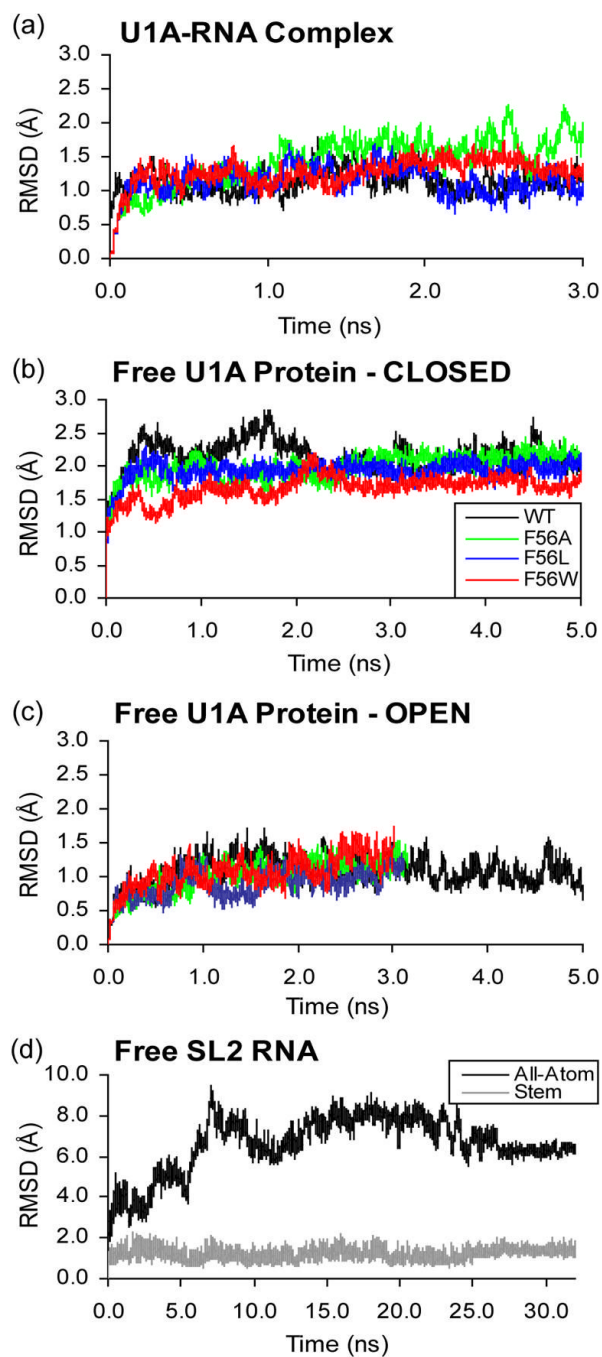 (a) U1A-RNA Complex
3.0
2.5
2.0
1.5
1.0
0.5
0.0
RMSD (Å)
0.0 1.0 2.0 3.0
Time (ns)
(b) Free U1A Protein - CLOSED
3.0
2.5
2.0
1.5
1.0
0.5
0.0
RMSD (Å)
WT
F56A
F56L
F56W
0.0 1.0 2.0 3.0 4.0 5.0
Time (ns)
(c) Free U1A Protein - OPEN
3.0
2.5
2.0
1.5
1.0
0.5
0.0
RMSD (Å)
0.0 1.0 2.0 3.0 4.0 5.0
Time (ns)
(d) Free SL2 RNA
All-Atom
Stem
10.0
8.0
6.0
4.0
2.0
0.0
RMSD (Å)
0.0 5.0 10.0 15.0 20.0 25.0 30.0
Time (ns)